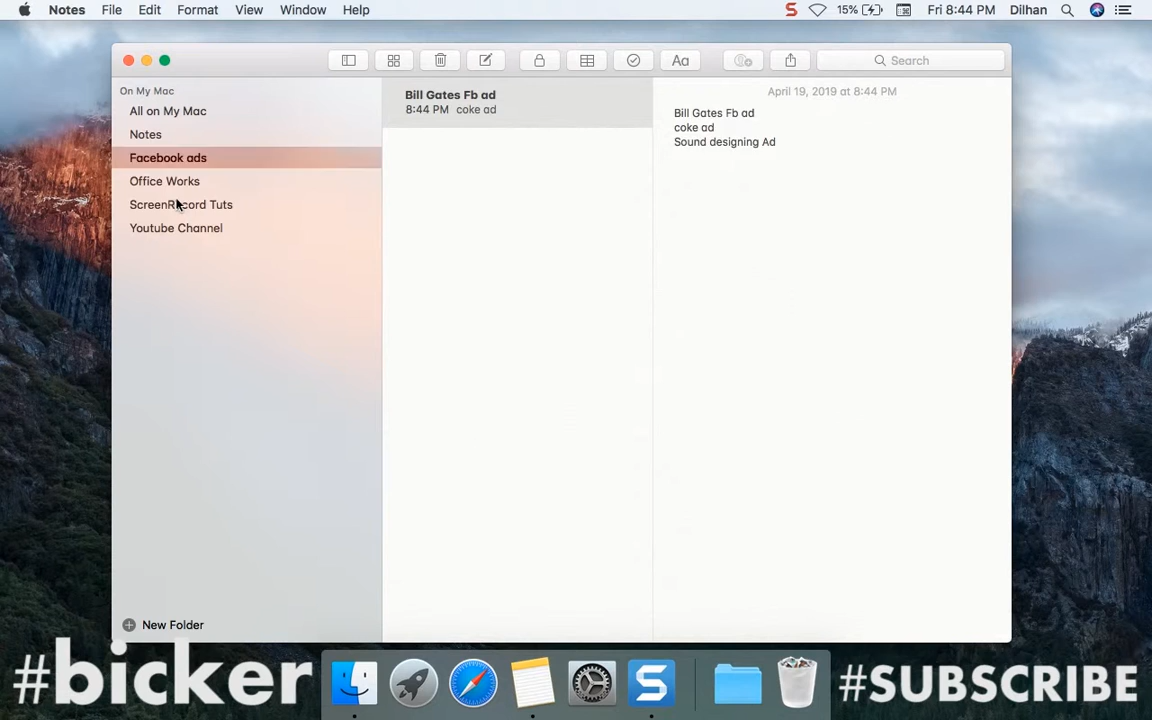 Notes File Edit Format View Window Help 15% Fri 8:44 PM Dilhan
Aa Search
On My Mac
All on My Mac
Notes
Facebook ads
Office Works
ScreenRecord Tuts
Youtube Channel
New Folder
Bill Gates Fb ad
8:44 PM coke ad
April 19, 2019 at 8:44 PM
Bill Gates Fb ad
coke ad
Sound designing Ad
#bicker
#SUBSCRIBE